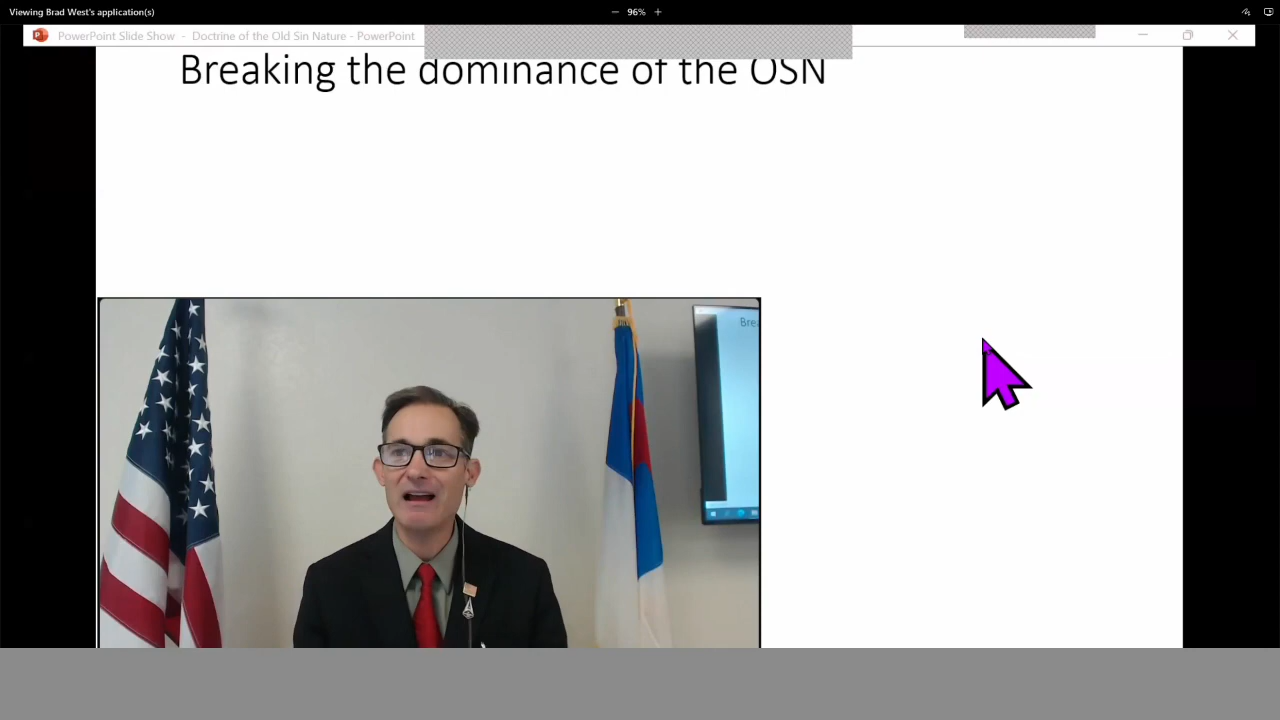 Viewing Brad West's application(s)
96%
PowerPoint Slide Show - Doctrine of the Old Sin Nature - PowerPoint
Breaking the dominance of the OSN
Brea